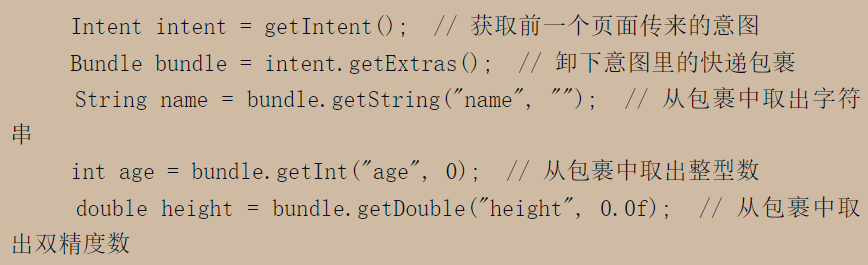 Intent intent = getIntent();  // 获取前一个页面传来的意图
Bundle bundle = intent.getExtras();  // 卸下意图里的快递包裹
String name = bundle.getString("name", "");  // 从包裹中取出字符
串
int age = bundle.getInt("age", 0);  // 从包裹中取出整型数
double height = bundle.getDouble("height", 0.0f);  // 从包裹中取
出双精度数